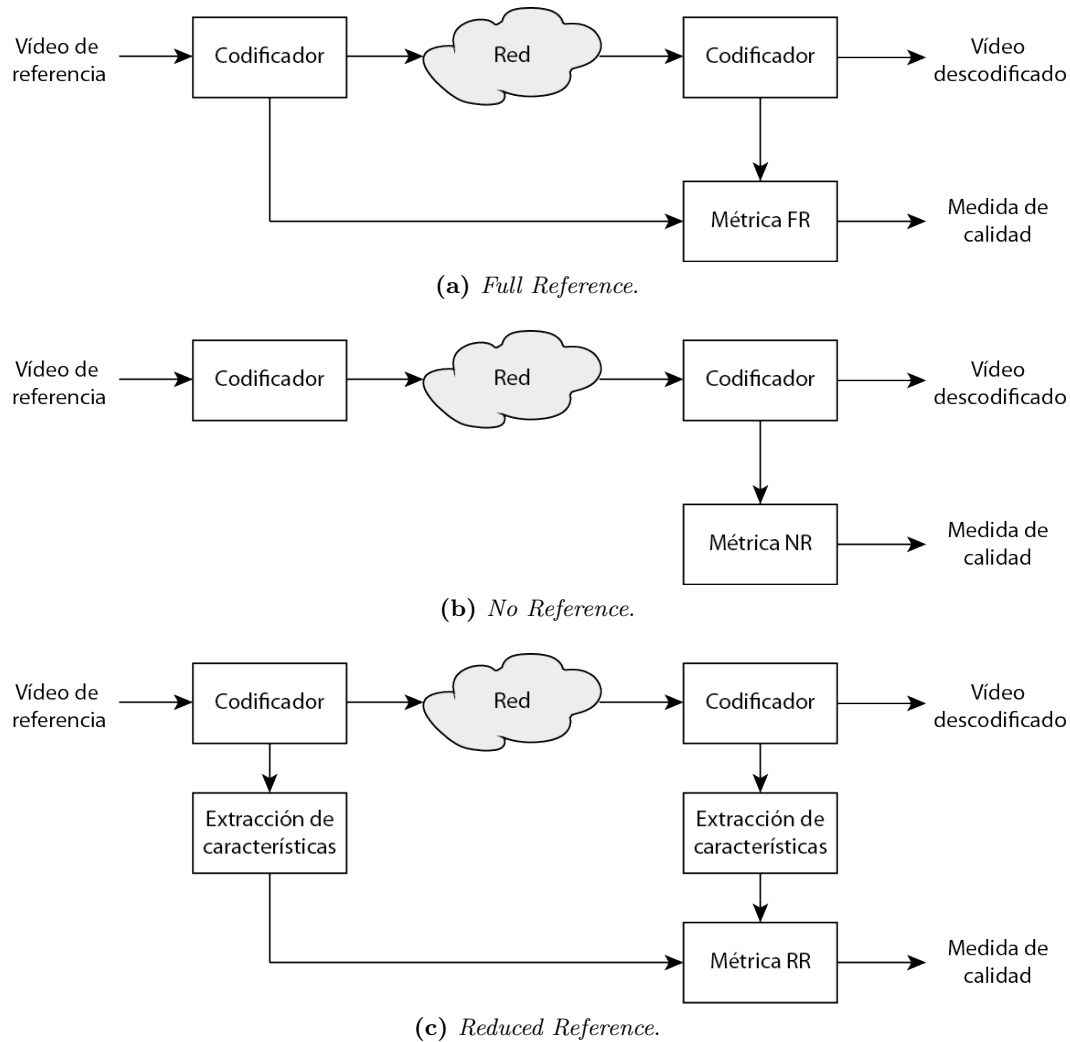 Vídeo de
referencia
Codificador
Red
Codificador
Vídeo
descodificado
Métrica FR
Medida de
calidad
(a) Full Reference.
Vídeo de
referencia
Codificador
Red
Codificador
Vídeo
descodificado
Métrica NR
Medida de
calidad
(b) No Reference.
Vídeo de
referencia
Codificador
Red
Codificador
Vídeo
descodificado
Extracción de
características
Extracción de
características
Métrica RR
Medida de
calidad
(c) Reduced Reference.